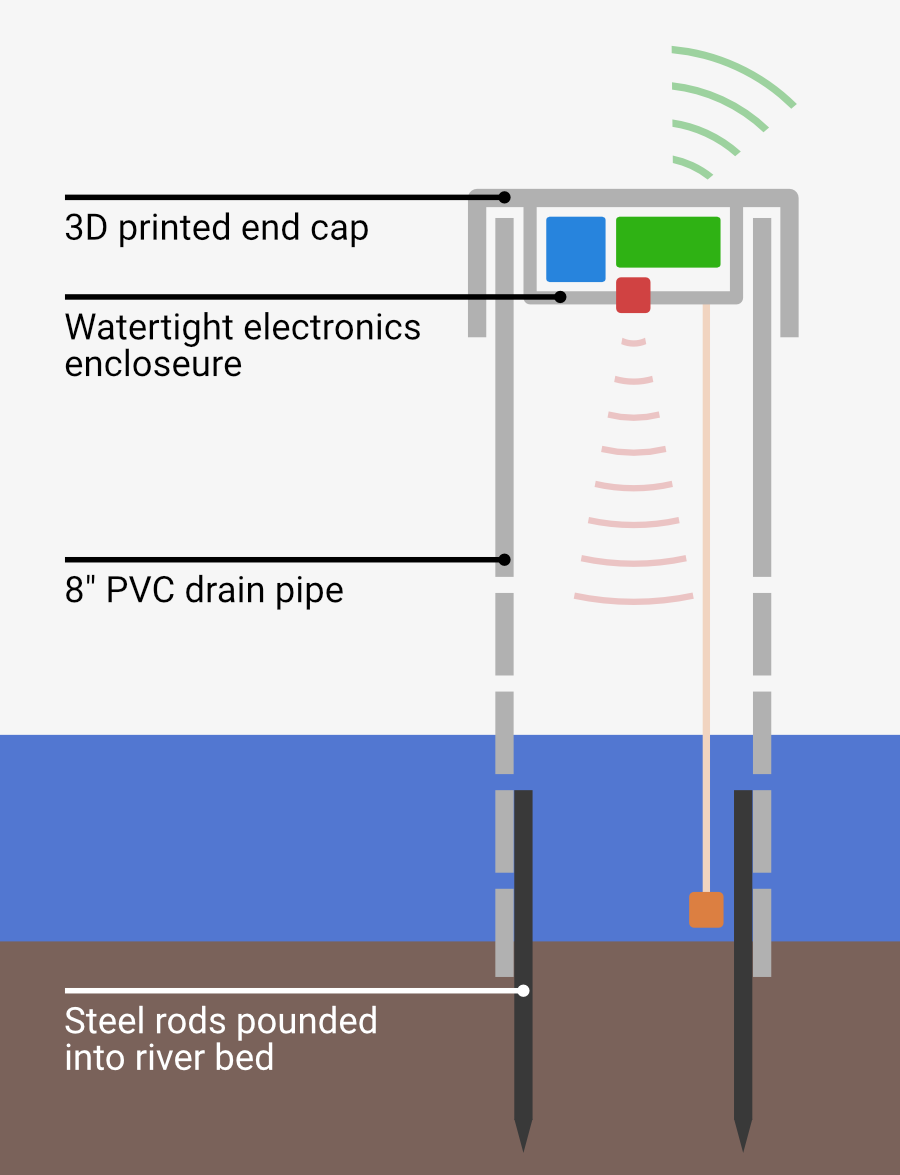 3D printed end cap
Watertight electronics
encloseure
8" PVC drain pipe
Steel rods pounded
into river bed